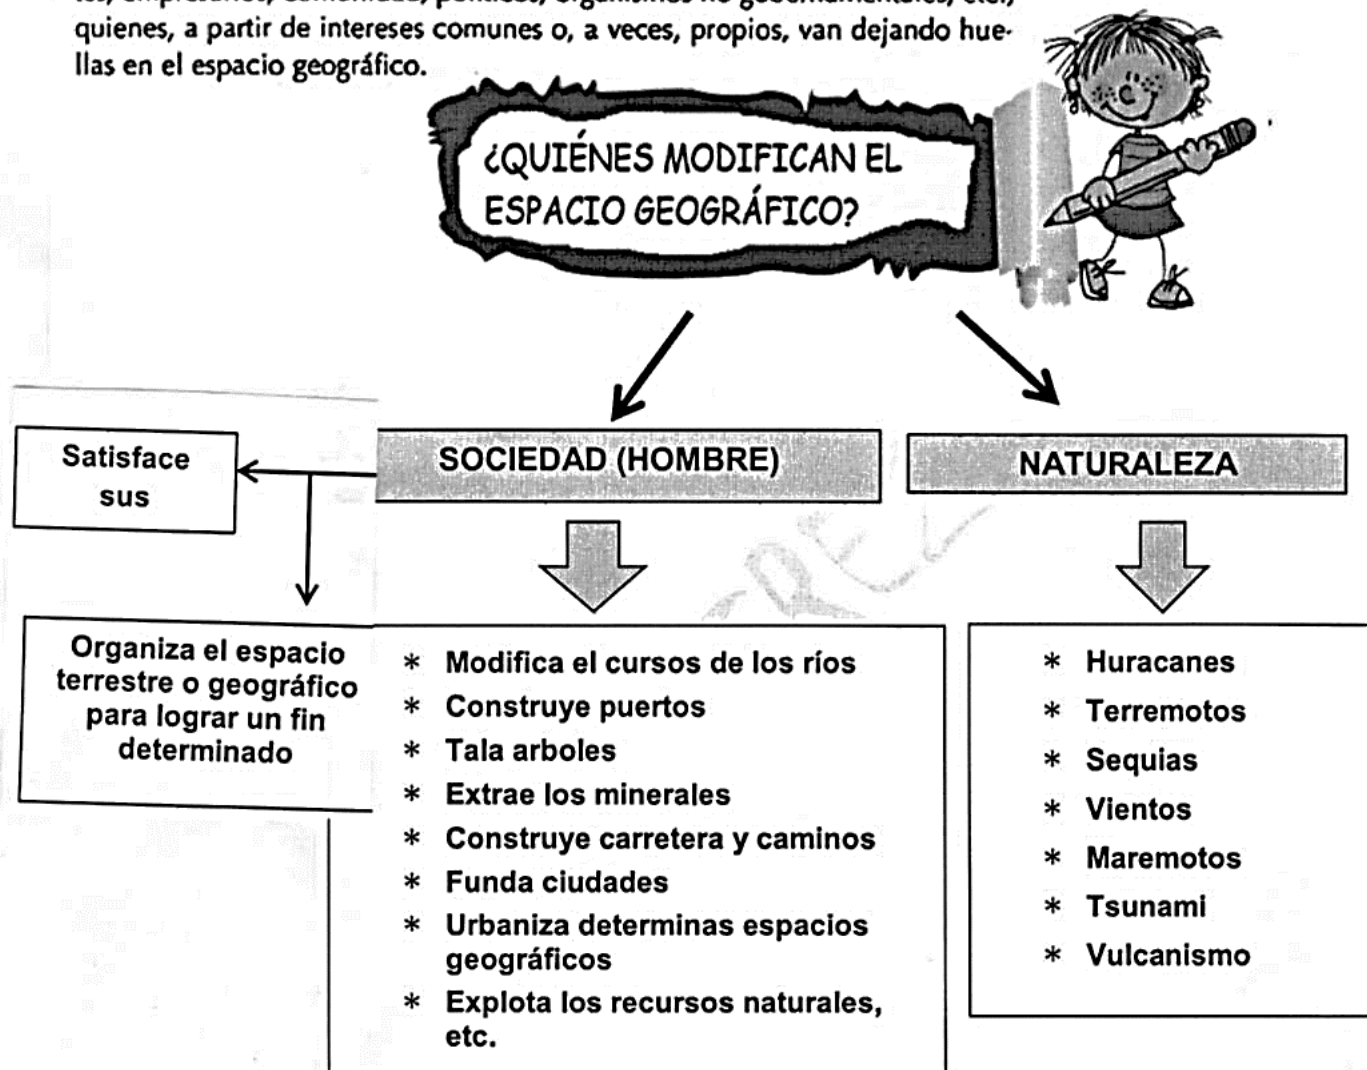 quienes, a partir de intereses comunes o, a veces, propios, van dejando hue-
llas en el espacio geográfico.
¿QUIÉNES MODIFICAN EL
ESPACIO GEOGRÁFICO?
SOCIEDAD (HOMBRE)
NATURALEZA
Satisface
sus
Organiza el espacio
terrestre o geográfico
para lograr un fin
determinado
* Modifica el cursos de los ríos
* Construye puertos
* Tala arboles
* Extrae los minerales
* Construye carretera y caminos
* Funda ciudades
* Urbaniza determinas espacios
geográficos
* Explota los recursos naturales,
etc.
* Huracanes
* Terremotos
* Sequias
* Vientos
* Maremotos
* Tsunami
* Vulcanismo